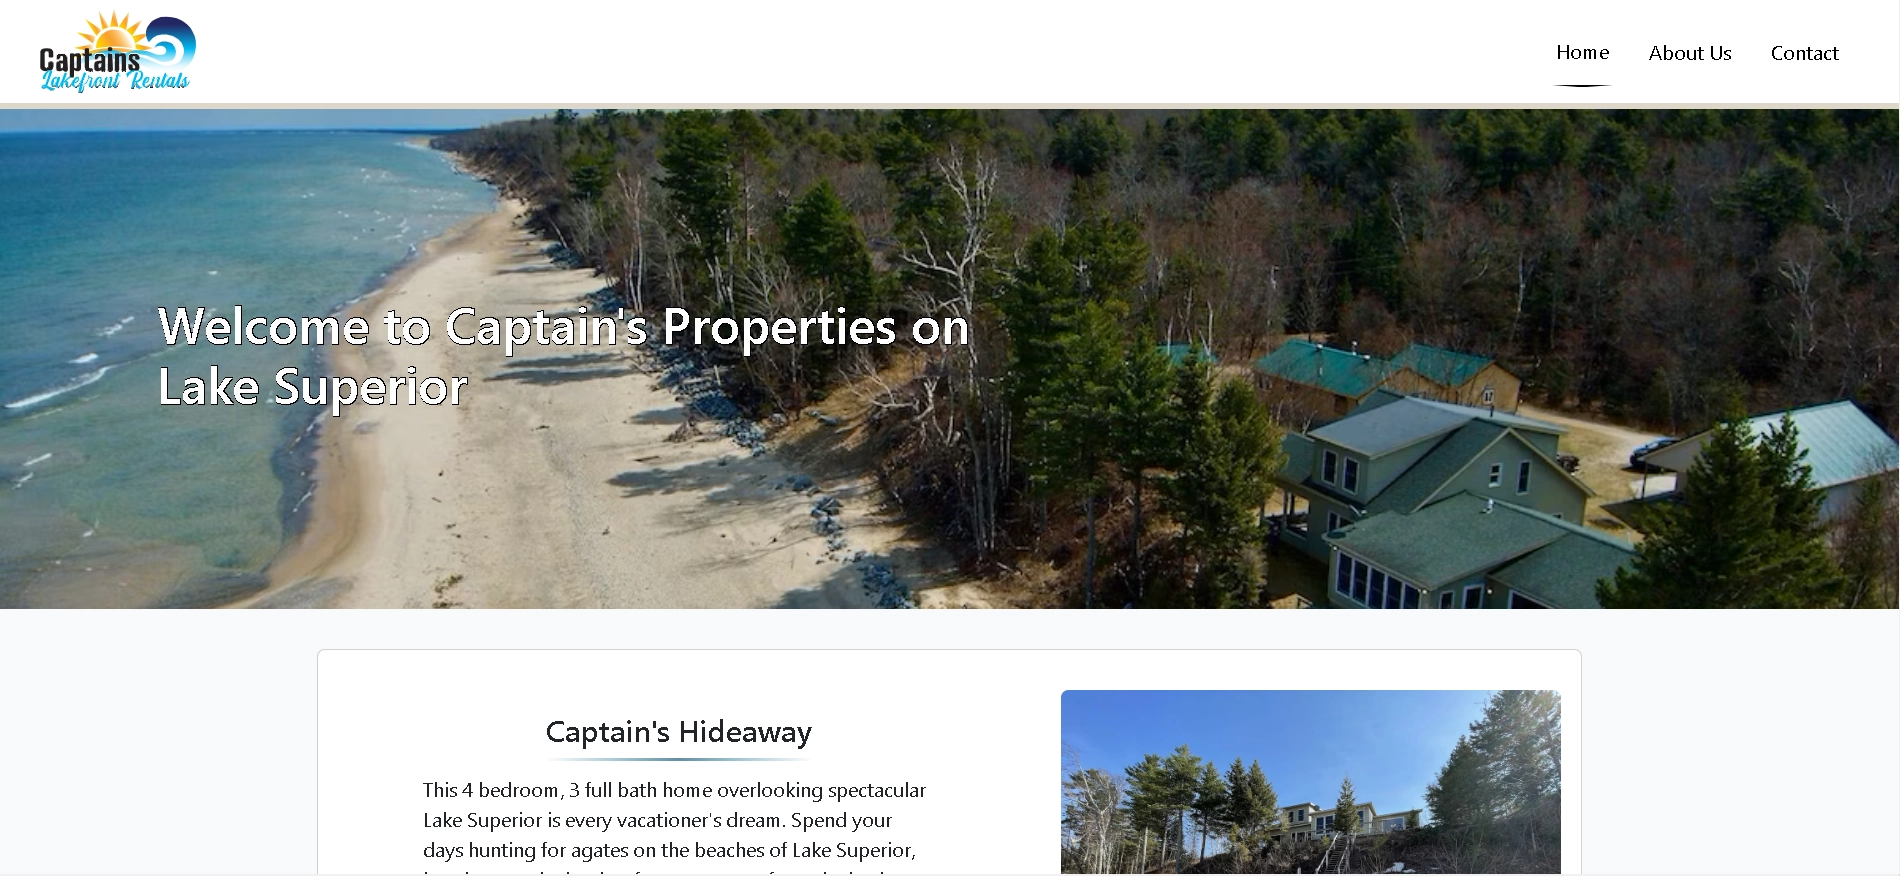 Captains
Lakefront Rentals
Home
About Us
Contact
Welcome to Captain's Properties on
Lake Superior
Captain's Hideaway
This 4 bedroom, 3 full bath home overlooking spectacular
Lake Superior is every vacationer's dream. Spend your
days hunting for agates on the beaches of Lake Superior,